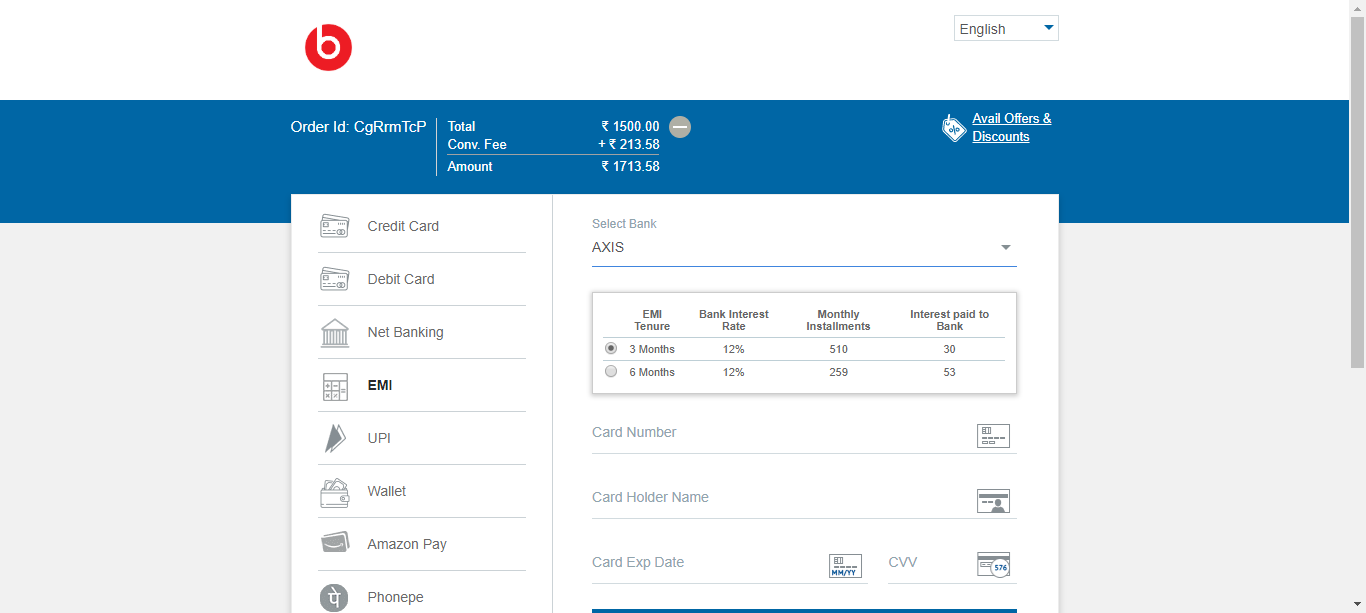 b
English
Order Id: CgRrmTcP
Total ₹ 1500.00
Conv. Fee + ₹ 213.58
Amount ₹ 1713.58
%
Avail Offers &
Discounts
Credit Card
Debit Card
Net Banking
EMI
UPI
Wallet
Amazon Pay
पे Phonepe
Select Bank
AXIS
EMI Bank Interest Monthly Interest paid to
Tenure Rate Installments Bank
3 Months 12% 510 30
6 Months 12% 259 53
Card Number
Card Holder Name
Card Exp Date MM/YY CVV 576